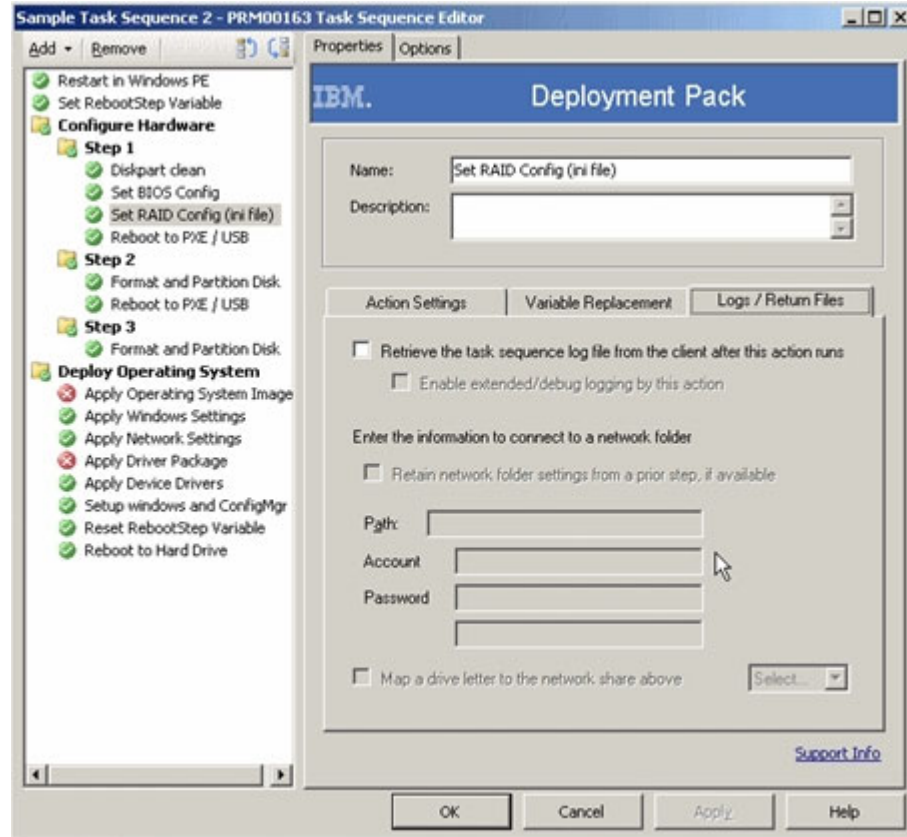 Sample Task Sequence 2 - PRM00163 Task Sequence Editor
Add Remove
Restart in Windows PE
Set RebootStep Variable
Configure Hardware
Step 1
Diskpart clean
Set BIOS Config
Set RAID Config (ini file)
Reboot to PXE / USB
Step 2
Format and Partition Disk
Reboot to PXE / USB
Step 3
Format and Partition Disk
Deploy Operating System
Apply Operating System Image
Apply Windows Settings
Apply Network Settings
Apply Driver Package
Apply Device Drivers
Setup windows and ConfigMgr
Reset RebootStep Variable
Reboot to Hard Drive
Properties Options
IBM. Deployment Pack
Name: Set RAID Config (ini file)
Description:
Action Settings Variable Replacement Logs / Return Files
Retrieve the task sequence log file from the client after this action runs
Enable extended/debug logging by this action
Enter the information to connect to a network folder
Retain network folder settings from a prior step, if available
Path:
Account
Password
Map a drive letter to the network share above Select...
Support Info
OK Cancel Apply Help